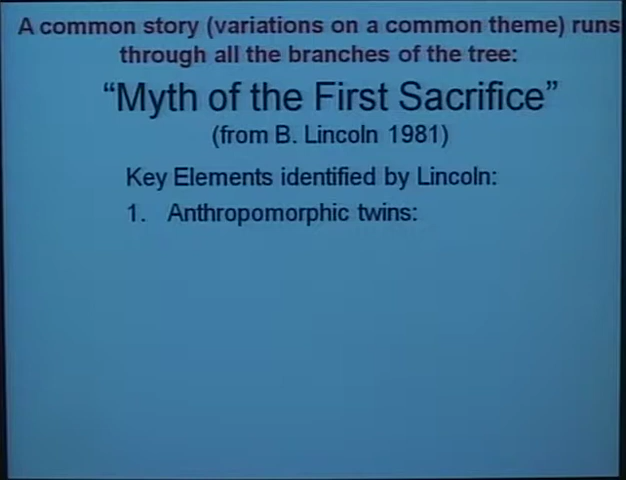 A common story (variations on a common theme) runs
through all the branches of the tree:
“Myth of the First Sacrifice”
(from B. Lincoln 1981)
Key Elements identified by Lincoln:
1. Anthropomorphic twins: